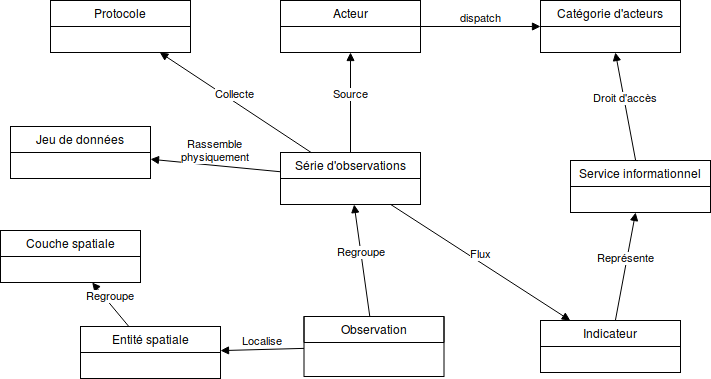 Protocole
Acteur
dispatch
Catégorie d'acteurs
Collecte
Source
Droit d'accès
Jeu de données
Rassemble
physiquement
Série d'observations
Service informationnel
Couche spatiale
Regroupe
Flux
Représente
Regroupe
Entité spatiale
Localise
Observation
Indicateur